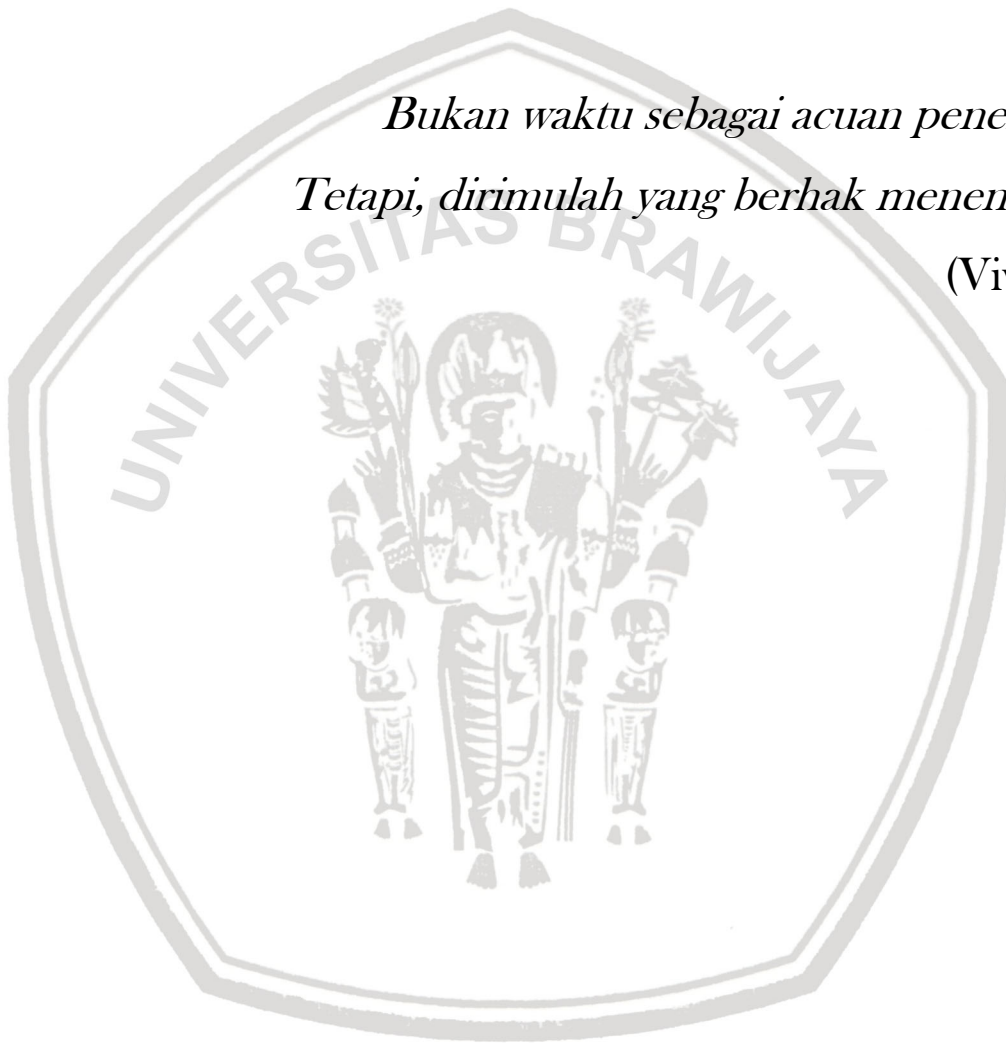 Bukan waktu sebagai acuan pene
Tetapi, dirimulah yang berhak menen
(Viv
UNIVERSITAS BRAWIJAYA